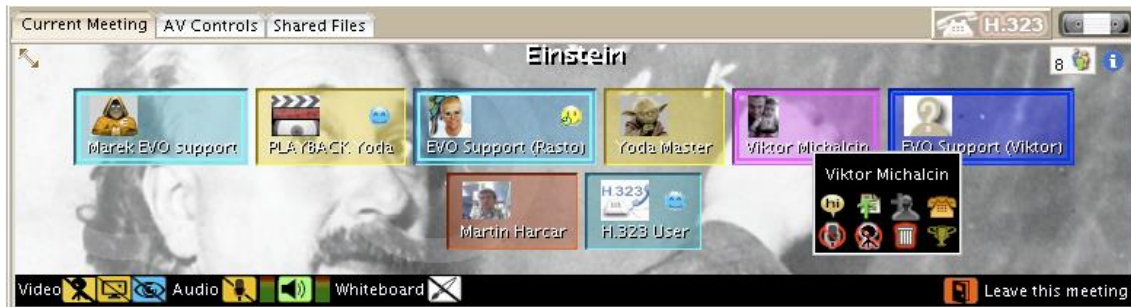 Current Meeting AV Controls Shared Files H.323
Einstein
8
Marek EVO support PLAYBACK Yoda EVO Support (Rasto) Yoda Master Viktor Michalcin EVO Support (Viktor)
Viktor Michalcin
hi
H.323
Martin Harcar H.323 User
Video Audio Whiteboard Leave this meeting